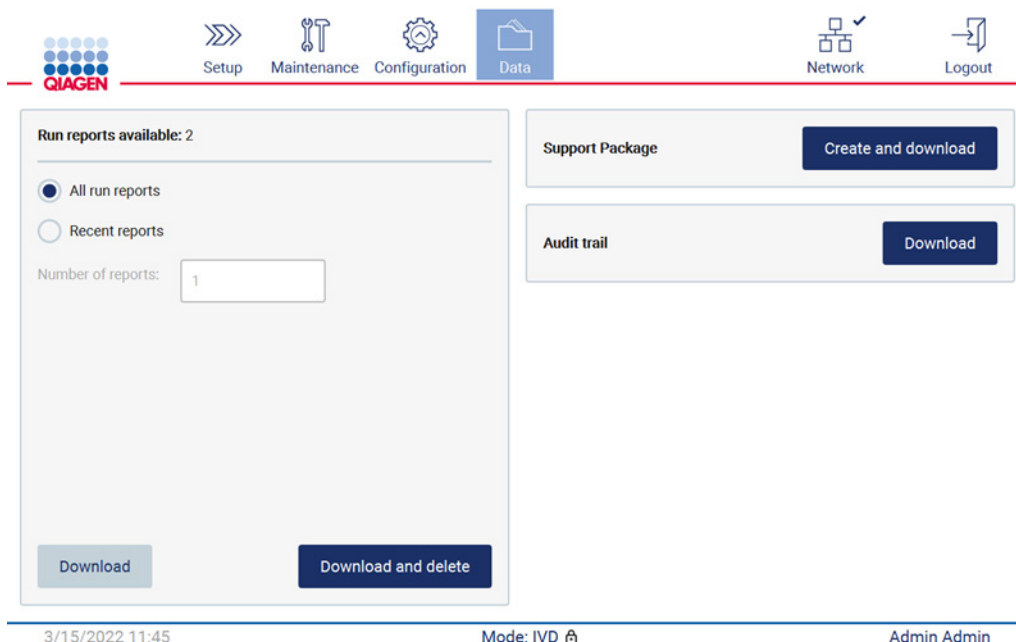 QIAGEN
Setup
Maintenance
Configuration
Data
Network
Logout
Run reports available: 2
All run reports
Recent reports
Number of reports: 1
Download
Download and delete
Support Package
Create and download
Audit trail
Download
3/15/2022 11:45
Mode: IVD
Admin Admin